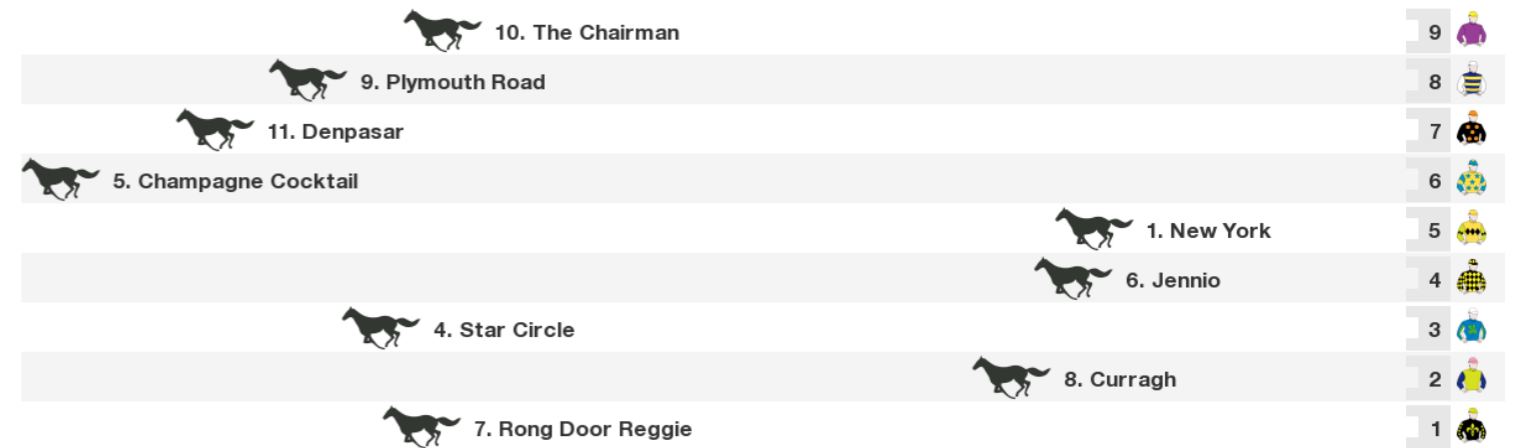 10. The Chairman 9
9. Plymouth Road 8
11. Denpasar 7
5. Champagne Cocktail 6
1. New York 5
6. Jennio 4
4. Star Circle 3
8. Curragh 2
7. Rong Door Reggie 1